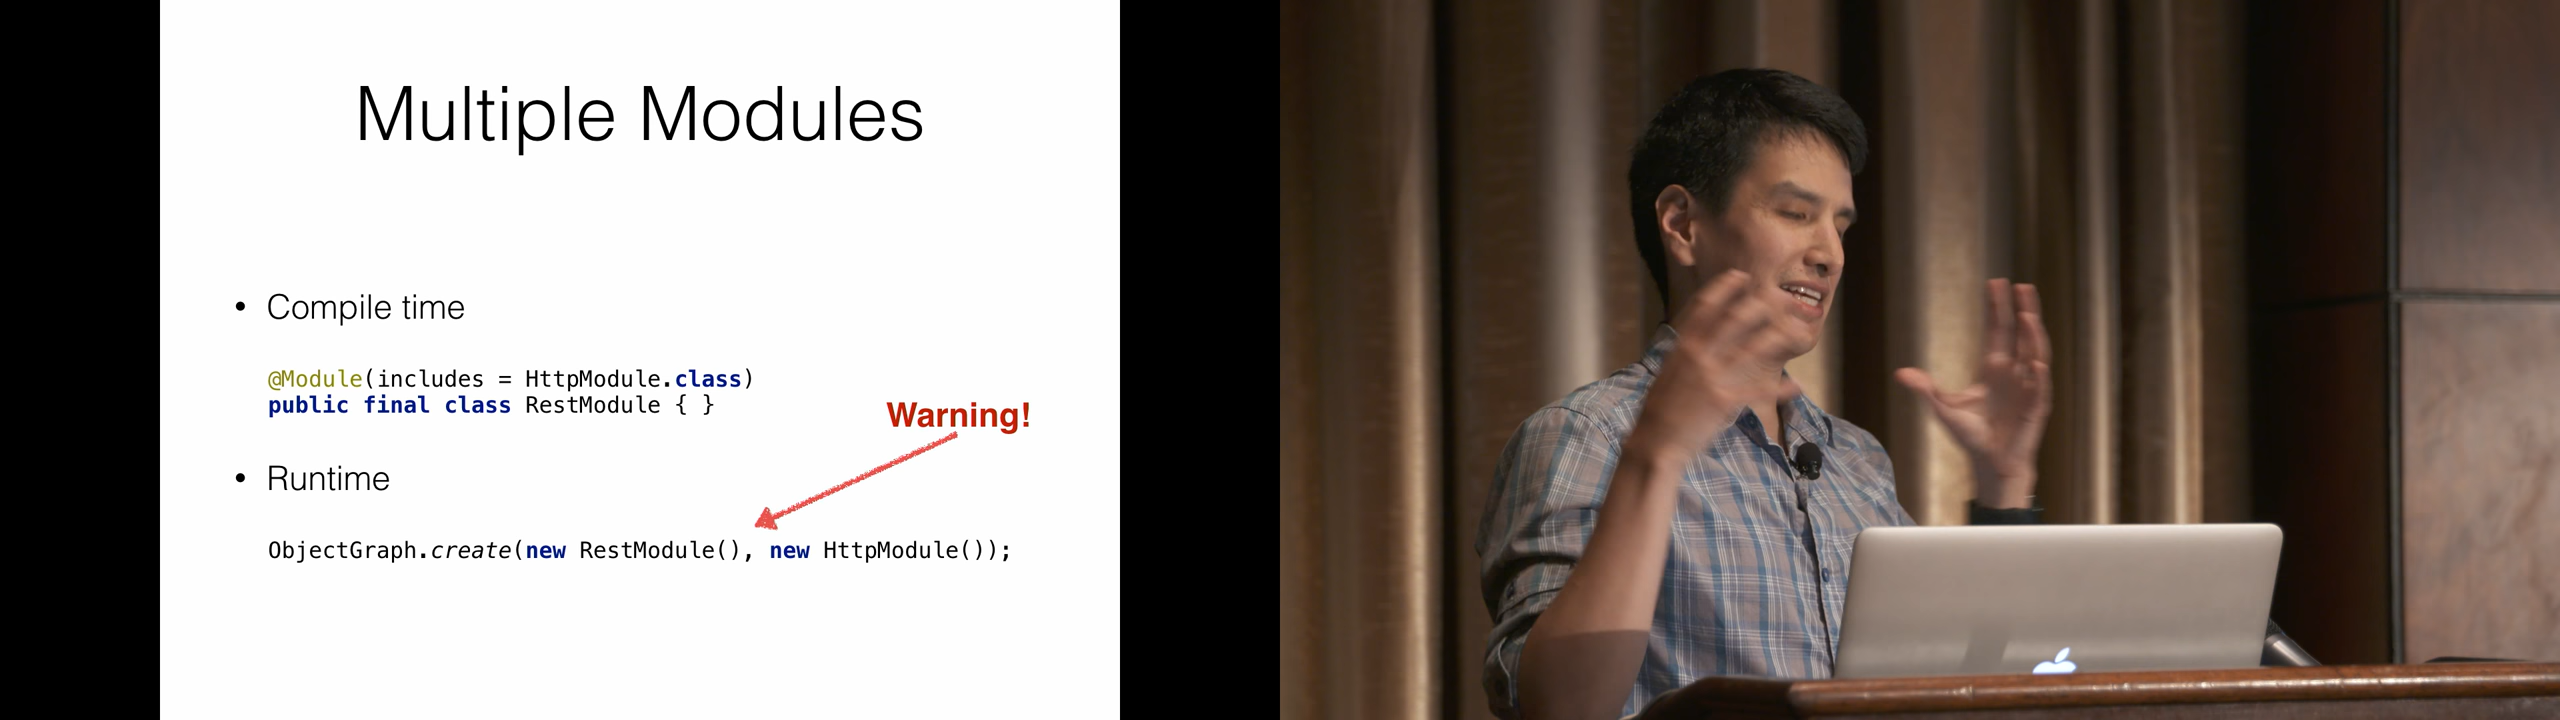 Multiple Modules
• Compile time
@Module(includes = HttpModule.class)
public final class RestModule { }
Warning!
• Runtime
ObjectGraph.create(new RestModule(), new HttpModule());